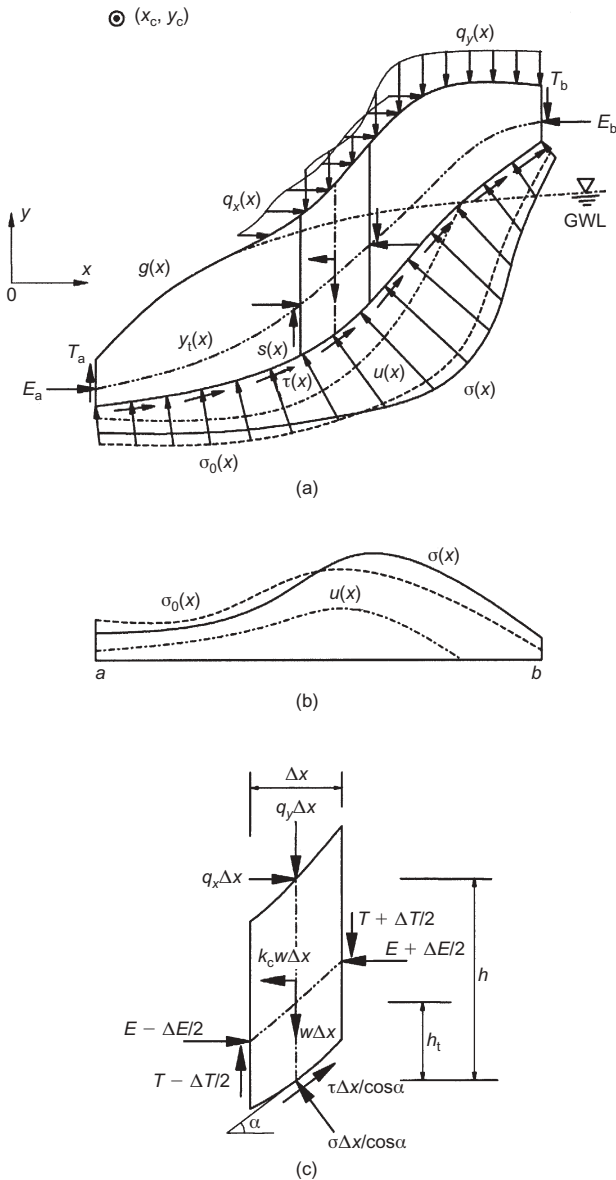 (x_c, y_c)
q_y(x)
T_b
E_b
q_x(x)
GWL
y
x
0
g(x)
y_t(x)
s(x)
T_a
τ(x)
u(x)
E_a
σ(x)
σ_0(x)
(a)
σ(x)
σ_0(x)
u(x)
a
b
(b)
Δx
q_yΔx
q_xΔx
T + ΔT/2
k_cwΔx
E + ΔE/2
h
E − ΔE/2
wΔx
h_t
T − ΔT/2
τΔx/cosα
α
σΔx/cosα
(c)